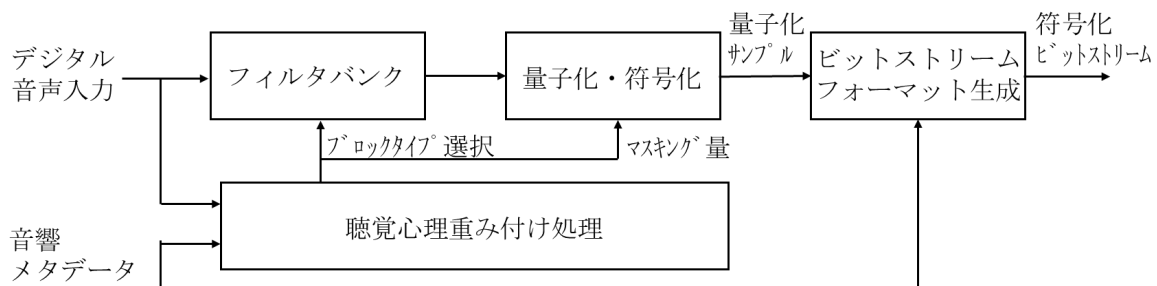 デジタル
音声入力
フィルタバンク
量子化・符号化
量子化
ｻﾝﾌﾟﾙ
ビットストリーム
フォーマット生成
符号化
ﾋﾞｯﾄｽﾄﾘｰﾑ
ﾌﾞﾛｯｸﾀｲﾌﾟ選択
ﾏｽｷﾝｸﾞ量
聴覚心理重み付け処理
音響
メタデータ